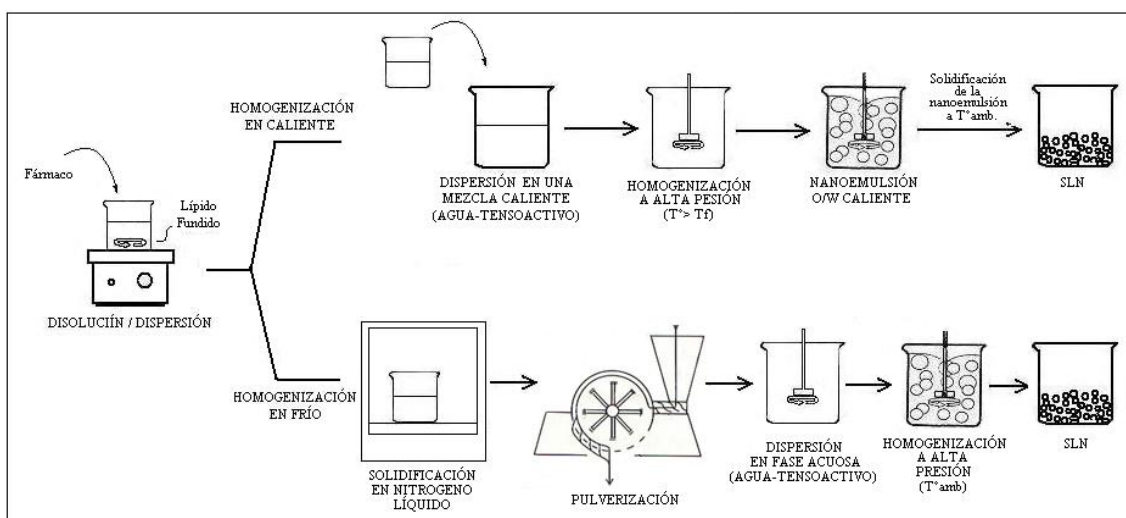 Fármaco
Lípido
Fundido
DISOLUCIÍN / DISPERSIÓN
HOMOGENIZACIÓN
EN CALIENTE
DISPERSIÓN EN UNA
MEZCLA CALIENTE
(AGUA-TENSOACTIVO)
HOMOGENIZACIÓN
A ALTA PESIÓN
(T°> Tf)
NANOEMULSIÓN
O/W CALIENTE
Solidificación
de la
nanoemulsión
a T°amb.
SLN
HOMOGENIZACIÓN
EN FRÍO
SOLIDIFICACIÓN
EN NITROGENO
LÍQUIDO
PULVERIZACIÓN
DISPERSIÓN
EN FASE ACUOSA
(AGUA-TENSOACTIVO)
HOMOGENIZACIÓN
A ALTA
PRESIÓN
(T°amb)
SLN